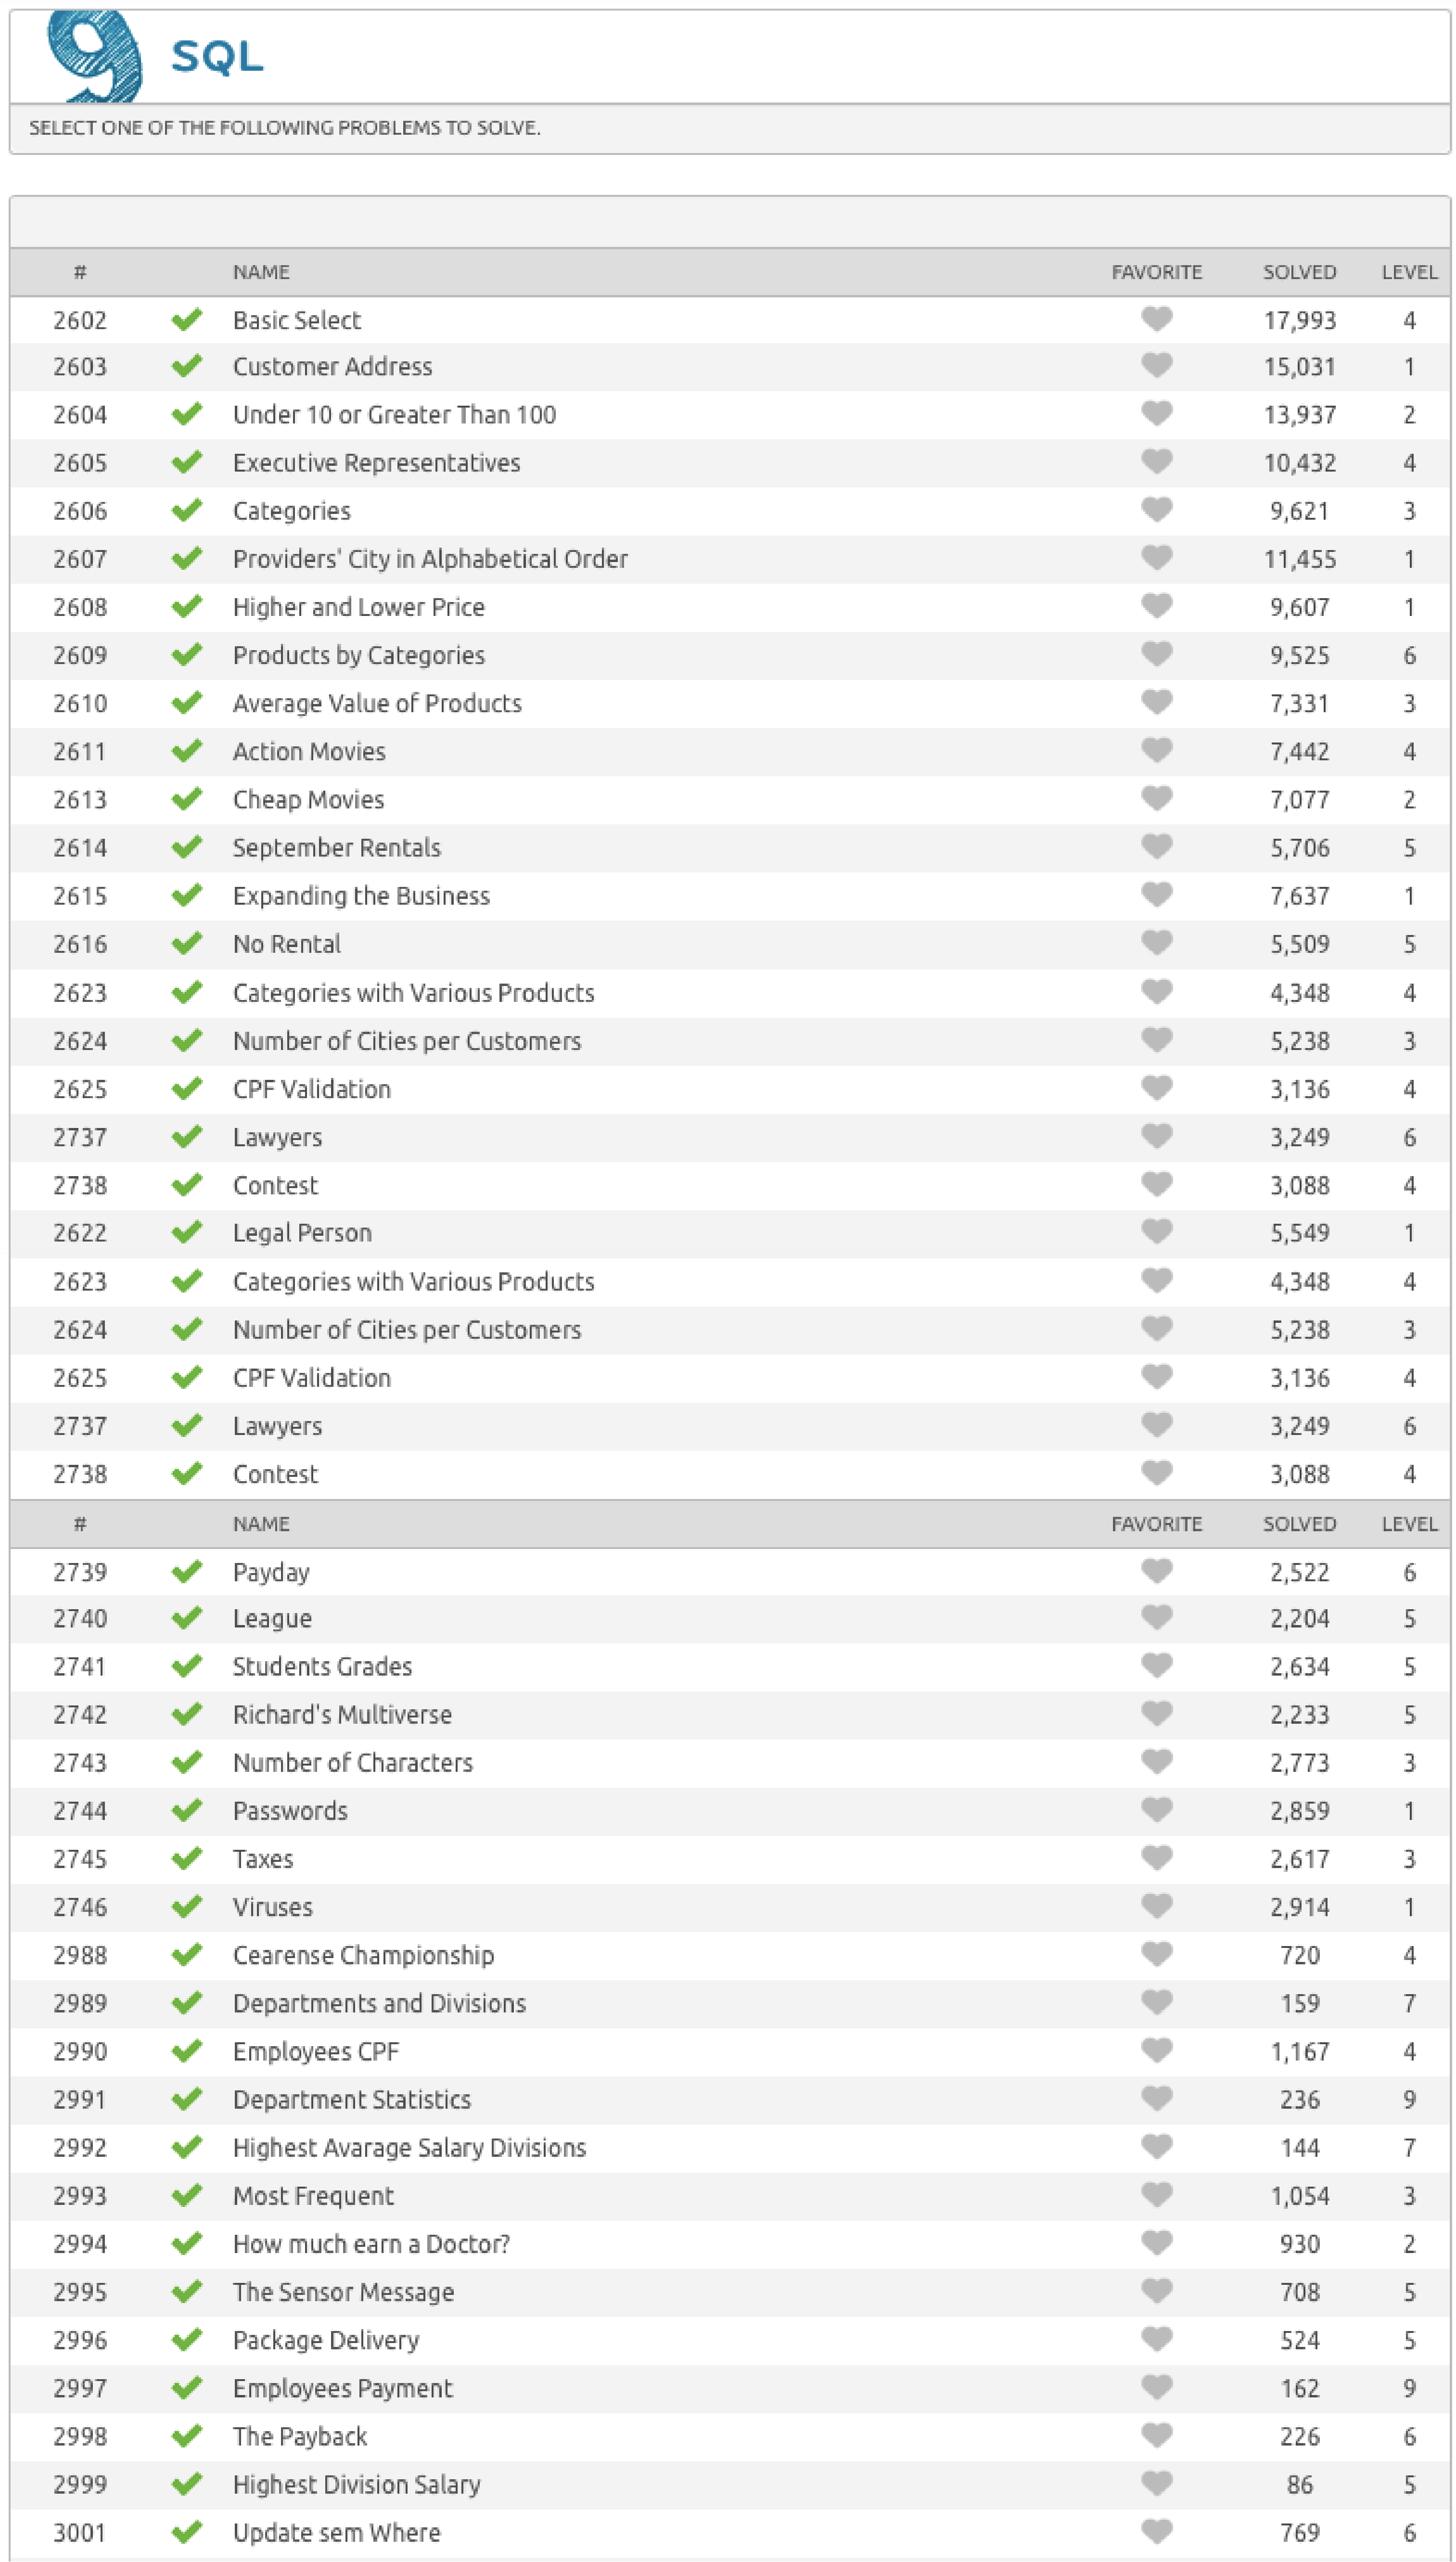 9 SQL
SELECT ONE OF THE FOLLOWING PROBLEMS TO SOLVE.
# NAME FAVORITE SOLVED LEVEL
2602 Basic Select 17,993 4
2603 Customer Address 15,031 1
2604 Under 10 or Greater Than 100 13,937 2
2605 Executive Representatives 10,432 4
2606 Categories 9,621 3
2607 Providers' City in Alphabetical Order 11,455 1
2608 Higher and Lower Price 9,607 1
2609 Products by Categories 9,525 6
2610 Average Value of Products 7,331 3
2611 Action Movies 7,442 4
2613 Cheap Movies 7,077 2
2614 September Rentals 5,706 5
2615 Expanding the Business 7,637 1
2616 No Rental 5,509 5
2623 Categories with Various Products 4,348 4
2624 Number of Cities per Customers 5,238 3
2625 CPF Validation 3,136 4
2737 Lawyers 3,249 6
2738 Contest 3,088 4
2622 Legal Person 5,549 1
2623 Categories with Various Products 4,348 4
2624 Number of Cities per Customers 5,238 3
2625 CPF Validation 3,136 4
2737 Lawyers 3,249 6
2738 Contest 3,088 4
# NAME FAVORITE SOLVED LEVEL
2739 Payday 2,522 6
2740 League 2,204 5
2741 Students Grades 2,634 5
2742 Richard's Multiverse 2,233 5
2743 Number of Characters 2,773 3
2744 Passwords 2,859 1
2745 Taxes 2,617 3
2746 Viruses 2,914 1
2988 Cearense Championship 720 4
2989 Departments and Divisions 159 7
2990 Employees CPF 1,167 4
2991 Department Statistics 236 9
2992 Highest Avarage Salary Divisions 144 7
2993 Most Frequent 1,054 3
2994 How much earn a Doctor? 930 2
2995 The Sensor Message 708 5
2996 Package Delivery 524 5
2997 Employees Payment 162 9
2998 The Payback 226 6
2999 Highest Division Salary 86 5
3001 Update sem Where 769 6